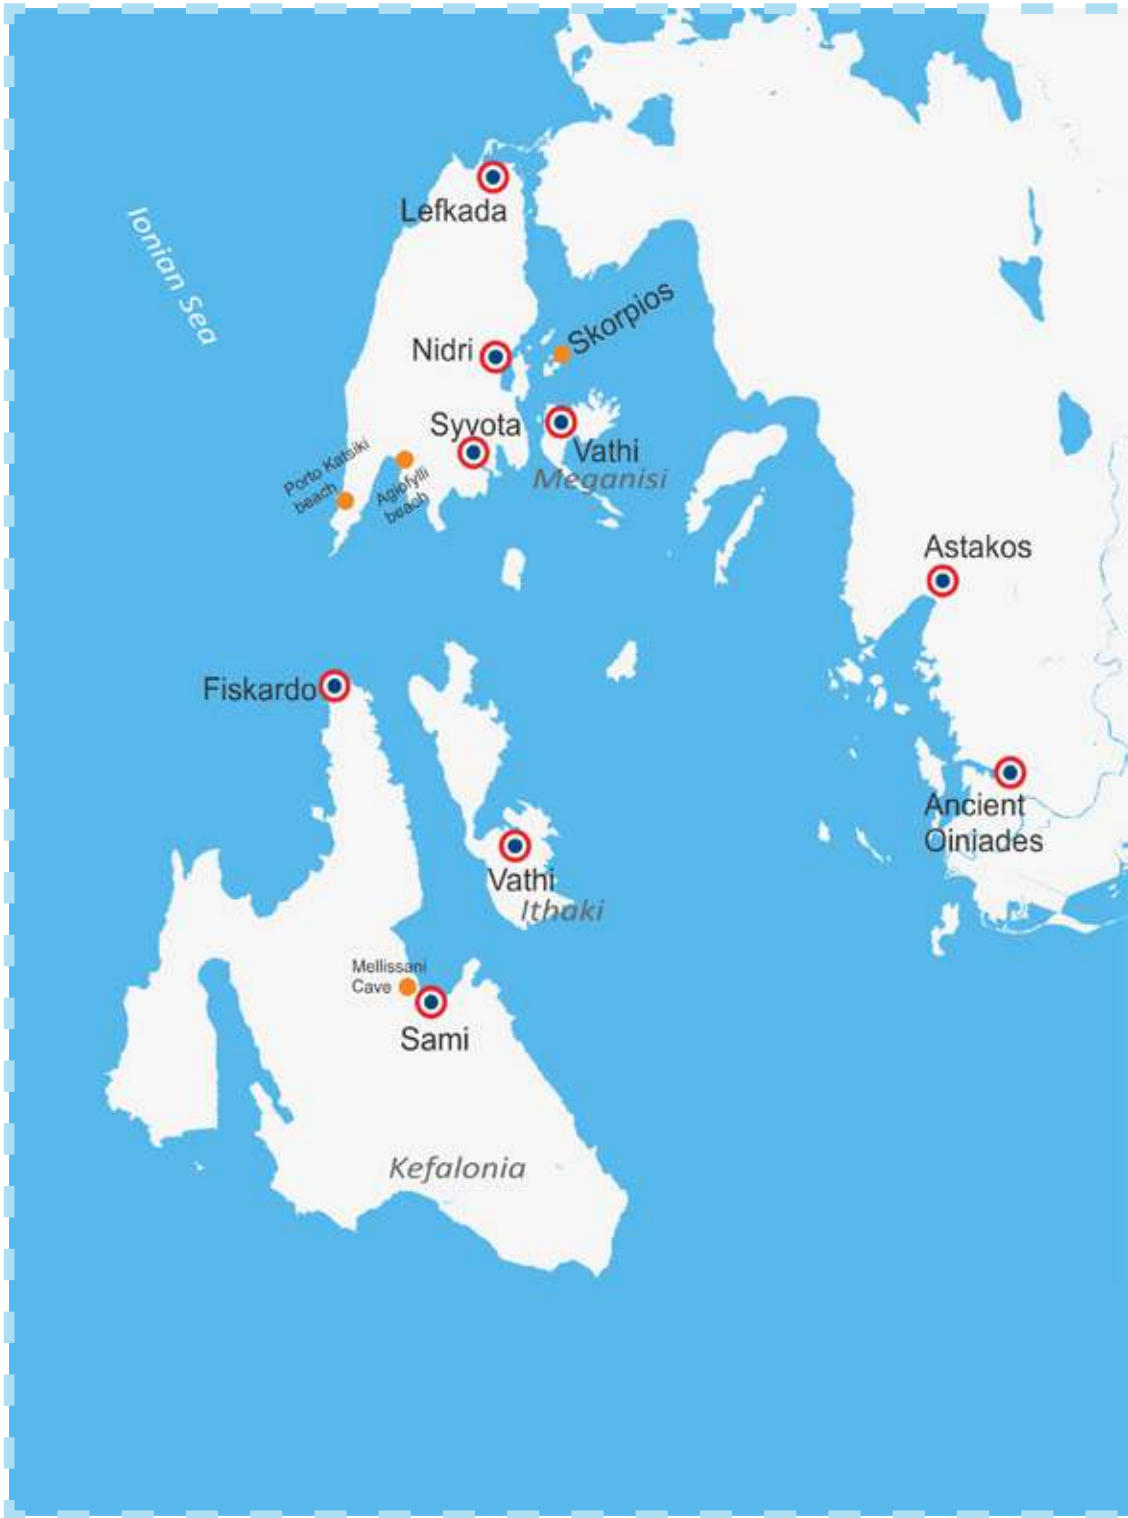 Lefkada
Ionian Sea
Skorpios
Nidri
Syvota
Vathi
Meganisi
Porto Katsiki
beach
Agiofylli
beach
Astakos
Fiskardo
Ancient
Oiniades
Vathi
Ithaki
Mellissani
Cave
Sami
Kefalonia